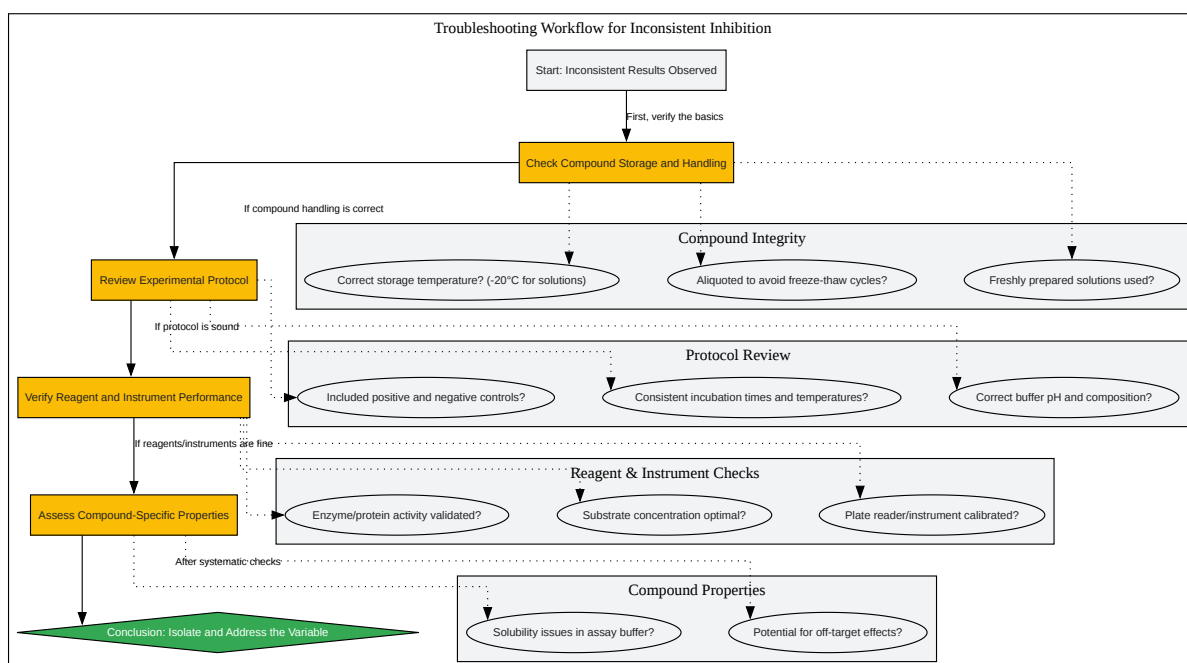 Troubleshooting Workflow for Inconsistent Inhibition
Start: Inconsistent Results Observed
First, verify the basics
Check Compound Storage and Handling
If compound handling is correct
Compound Integrity
Correct storage temperature? (-20°C for solutions)
Aliquoted to avoid freeze-thaw cycles?
Freshly prepared solutions used?
Review Experimental Protocol
If protocol is sound
Protocol Review
Included positive and negative controls?
Consistent incubation times and temperatures?
Correct buffer pH and composition?
Verify Reagent and Instrument Performance
If reagents/instruments are fine
Reagent & Instrument Checks
Enzyme/protein activity validated?
Substrate concentration optimal?
Plate reader/instrument calibrated?
Assess Compound-Specific Properties
After systematic checks
Compound Properties
Solubility issues in assay buffer?
Potential for off-target effects?
Conclusion: Isolate and Address the Variable